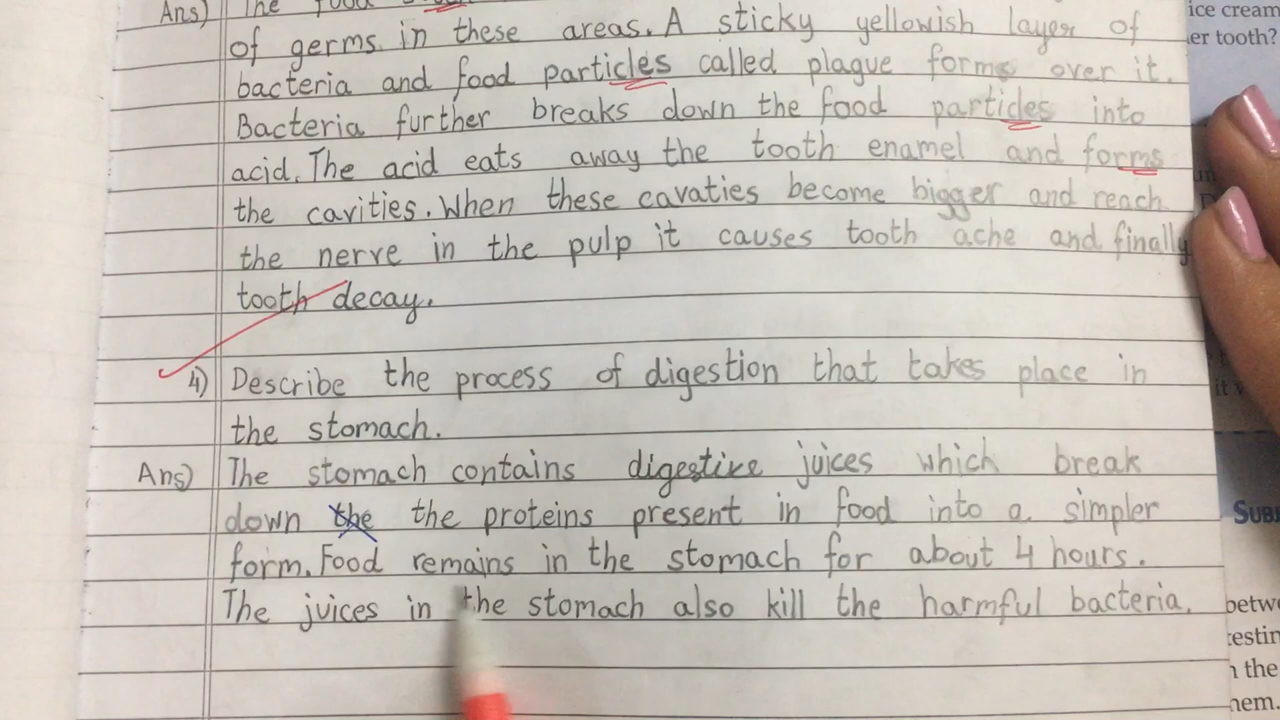 Ans) The food
of germs in these areas. A sticky yellowish layer of
bacteria and food particles called plague forms over it.
Bacteria further breaks down the food particles into
acid. The acid eats away the tooth enamel and forms
the cavities. When these cavaties become bigger and reach
the nerve in the pulp it causes tooth ache and finally
tooth decay.
4) Describe the process of digestion that takes place in
the stomach.
Ans) The stomach contains digestive juices which break
down the the proteins present in food into a simpler
form. Food remains in the stomach for about 4 hours.
The juices in the stomach also kill the harmful bacteria.
ice cream
er tooth?
it
SUB
betw
testin
the
hem.